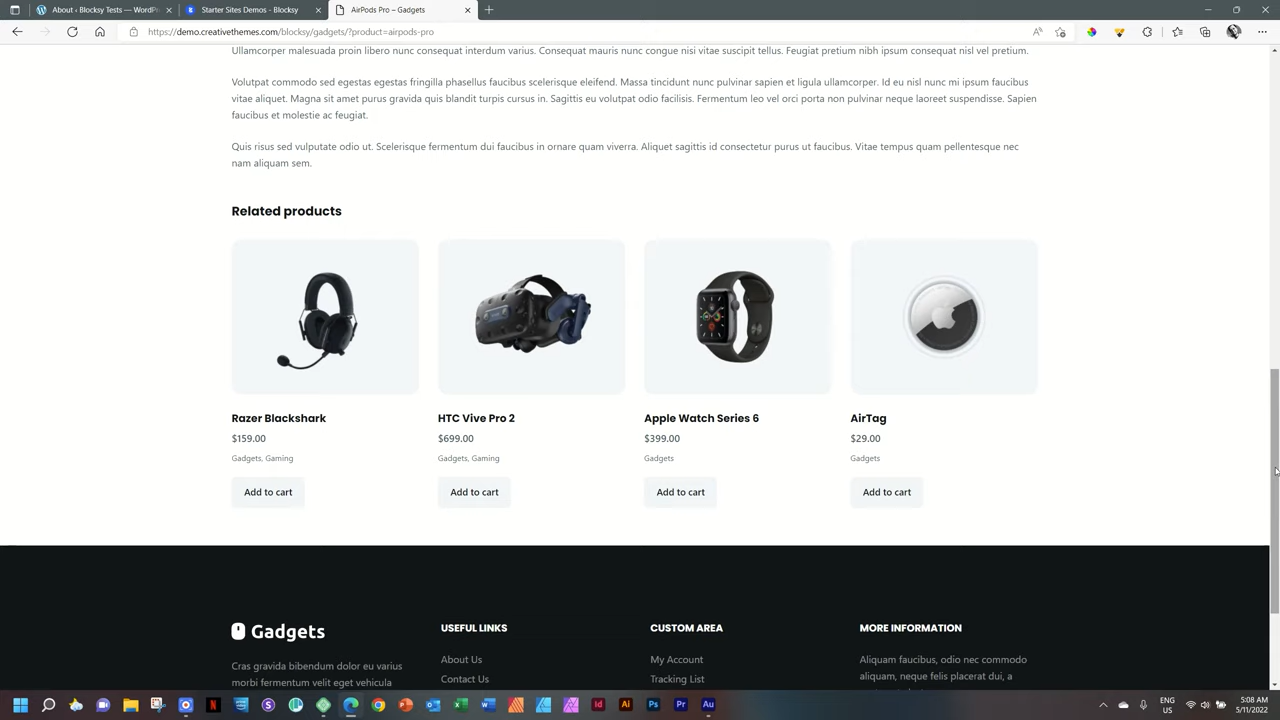 About ‹ Blocksy Tests — WordPr
Starter Sites Demos - Blocksy
AirPods Pro – Gadgets
https://demo.creativethemes.com/blocksy/gadgets/?product=airpods-pro
Ullamcorper malesuada proin libero nunc consequat interdum varius. Consequat mauris nunc congue nisi vitae suscipit tellus. Feugiat pretium nibh ipsum consequat nisl vel pretium.
Volutpat commodo sed egestas egestas fringilla phasellus faucibus scelerisque eleifend. Massa tincidunt nunc pulvinar sapien et ligula ullamcorper. Id eu nisl nunc mi ipsum faucibus
vitae aliquet. Magna sit amet purus gravida quis blandit turpis cursus in. Sagittis eu volutpat odio facilisis. Fermentum leo vel orci porta non pulvinar neque laoreet suspendisse. Sapien
faucibus et molestie ac feugiat.
Quis risus sed vulputate odio ut. Scelerisque fermentum dui faucibus in ornare quam viverra. Aliquet sagittis id consectetur purus ut faucibus. Vitae tempus quam pellentesque nec
nam aliquam sem.
Related products
Razer Blackshark
HTC Vive Pro 2
Apple Watch Series 6
AirTag
$159.00
$699.00
$399.00
$29.00
Gadgets, Gaming
Gadgets, Gaming
Gadgets
Gadgets
Add to cart
Add to cart
Add to cart
Add to cart
Gadgets
USEFUL LINKS
CUSTOM AREA
MORE INFORMATION
Cras gravida bibendum dolor eu varius
morbi fermentum velit eget vehicula
About Us
Contact Us
My Account
Tracking List
Aliquam faucibus, odio nec commodo
aliquam, neque felis placerat dui, a
ENG
US
5:08 AM
5/11/2022